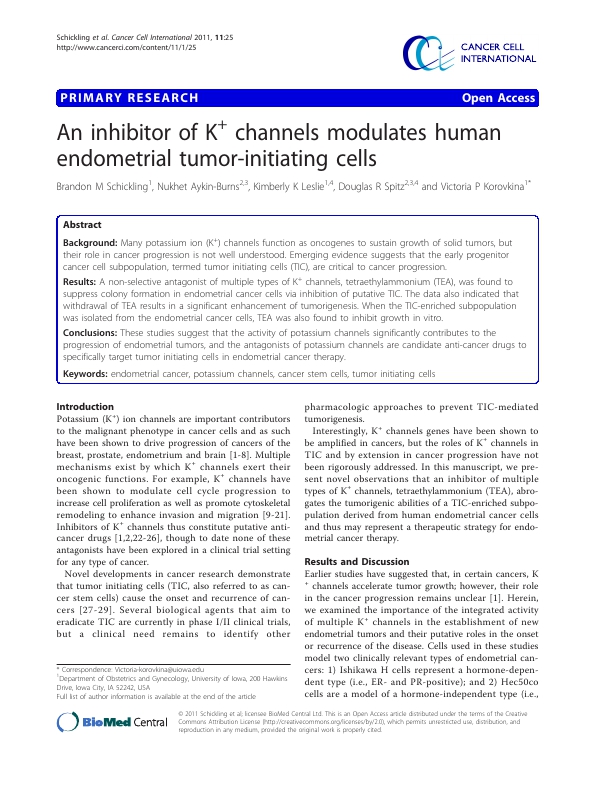 Schickling et al. Cancer Cell International 2011, 11:25
http://www.cancerci.com/content/11/1/25
CANCER CELL
INTERNATIONAL
PRIMARY RESEARCH
Open Access
An inhibitor of K+ channels modulates human
endometrial tumor-initiating cells
Brandon M Schickling1, Nukhet Aykin-Burns2,3, Kimberly K Leslie1,4, Douglas R Spitz2,3,4 and Victoria P Korovkina1*
Abstract
Background: Many potassium ion (K+) channels function as oncogenes to sustain growth of solid tumors, but
their role in cancer progression is not well understood. Emerging evidence suggests that the early progenitor
cancer cell subpopulation, termed tumor initiating cells (TIC), are critical to cancer progression.
Results: A non-selective antagonist of multiple types of K+ channels, tetraethylammonium (TEA), was found to
suppress colony formation in endometrial cancer cells via inhibition of putative TIC. The data also indicated that
withdrawal of TEA results in a significant enhancement of tumorigenesis. When the TIC-enriched subpopulation
was isolated from the endometrial cancer cells, TEA was also found to inhibit growth in vitro.
Conclusions: These studies suggest that the activity of potassium channels significantly contributes to the
progression of endometrial tumors, and the antagonists of potassium channels are candidate anti-cancer drugs to
specifically target tumor initiating cells in endometrial cancer therapy.
Keywords: endometrial cancer, potassium channels, cancer stem cells, tumor initiating cells
Introduction
Potassium (K+) ion channels are important contributors
to the malignant phenotype in cancer cells and as such
have been shown to drive progression of cancers of the
breast, prostate, endometrium and brain [1-8]. Multiple
mechanisms exist by which K+ channels exert their
oncogenic functions. For example, K+ channels have
been shown to modulate cell cycle progression to
increase cell proliferation as well as promote cytoskeletal
remodeling to enhance invasion and migration [9-21].
Inhibitors of K+ channels thus constitute putative anti-
cancer drugs [1,2,22-26], though to date none of these
antagonists have been explored in a clinical trial setting
for any type of cancer.
Novel developments in cancer research demonstrate
that tumor initiating cells (TIC, also referred to as can-
cer stem cells) cause the onset and recurrence of can-
cers [27-29]. Several biological agents that aim to
eradicate TIC are currently in phase I/II clinical trials,
but a clinical need remains to identify other
pharmacologic approaches to prevent TIC-mediated
tumorigenesis.
Interestingly, K+ channels genes have been shown to
be amplified in cancers, but the roles of K+ channels in
TIC and by extension in cancer progression have not
been rigorously addressed. In this manuscript, we pre-
sent novel observations that an inhibitor of multiple
types of K+ channels, tetraethylammonium (TEA), abro-
gates the tumorigenic abilities of a TIC-enriched subpo-
pulation derived from human endometrial cancer cells
and thus may represent a therapeutic strategy for endo-
metrial cancer therapy.
Results and Discussion
Earlier studies have suggested that, in certain cancers, K
+ channels accelerate tumor growth; however, their role
in the cancer progression remains unclear [1]. Herein,
we examined the importance of the integrated activity
of multiple K+ channels in the establishment of new
endometrial tumors and their putative roles in the onset
or recurrence of the disease. Cells used in these studies
model two clinically relevant types of endometrial can-
cers: 1) Ishikawa H cells represent a hormone-depen-
dent type (i.e., ER- and PR-positive); and 2) Hec50co
cells are a model of a hormone-independent type (i.e.,
* Correspondence: Victoria-korovkina@uiowa.edu
1Department of Obstetrics and Gynecology, University of Iowa, 200 Hawkins
Drive, Iowa City, IA 52242, USA
Full list of author information is available at the end of the article
BioMed Central
© 2011 Schickling et al; licensee BioMed Central Ltd. This is an Open Access article distributed under the terms of the Creative
Commons Attribution License (http://creativecommons.org/licenses/by/2.0), which permits unrestricted use, distribution, and
reproduction in any medium, provided the original work is properly cited.